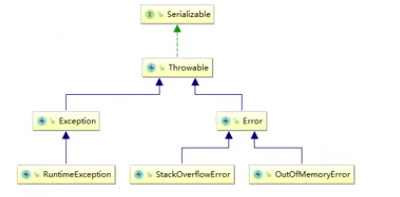 Serializable
Throwable
Exception
Error
RuntimeException
StackOverflowError
OutOfMemoryError